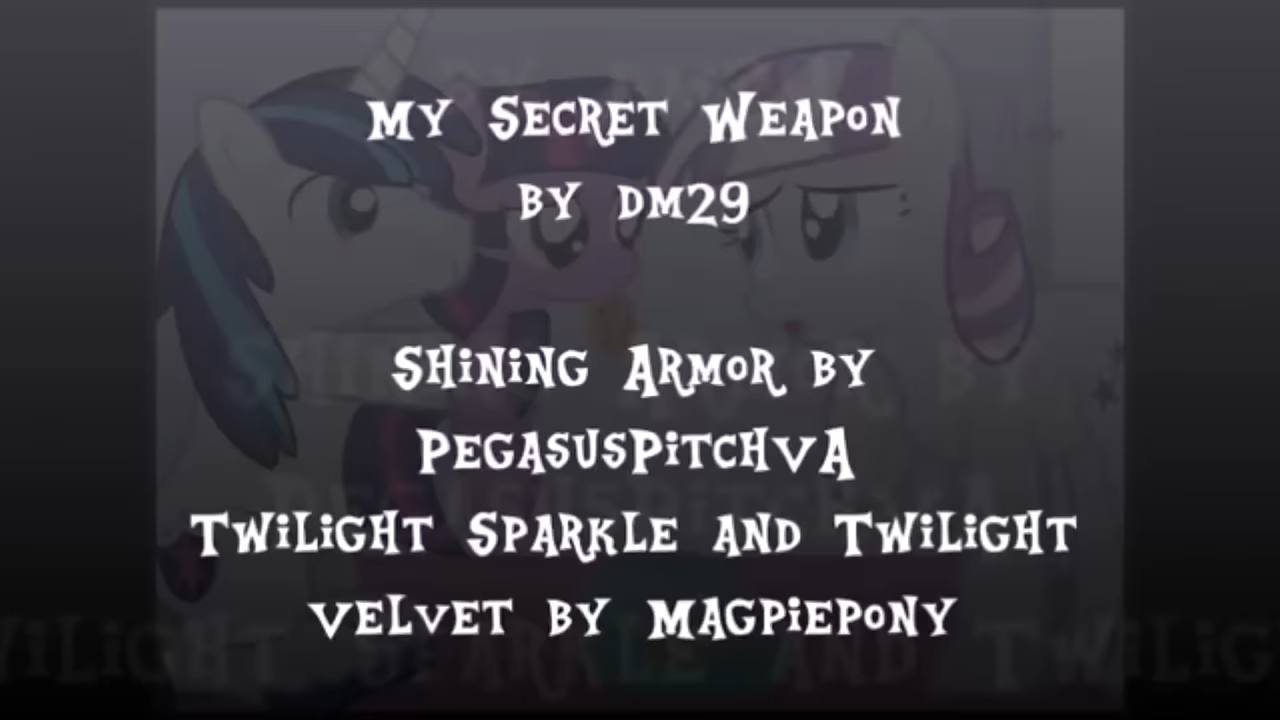 My Secret Weapon
by DM29
Shining Armor by
PegasusPitchVA
Twilight Sparkle and Twilight
Velvet by Magpiepony